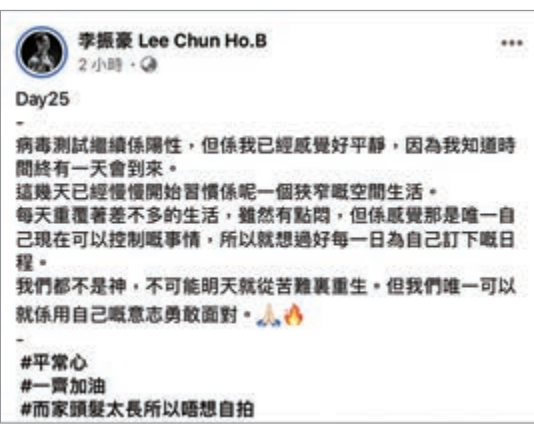 李振豪 Lee Chun Ho.B
2 小時 ·
Day25
-
病毒測試繼續係陽性，但係我已經感覺好平靜，因為我知道時
間終有一天會到來。
這幾天已經慢慢開始習慣係呢一個狹窄嘅空間生活。
每天重覆著差不多的生活，雖然有點悶，但係感覺那是唯一自
己現在可以控制嘅事情，所以就想過好每一日為自己訂下嘅日
程。
我們都不是神，不可能明天就從苦難裏重生。但我們唯一可以
就係用自己嘅意志勇敢面對。🙏🏻🔥
-
#平常心
#一齊加油
#而家頭髮太長所以唔想自拍